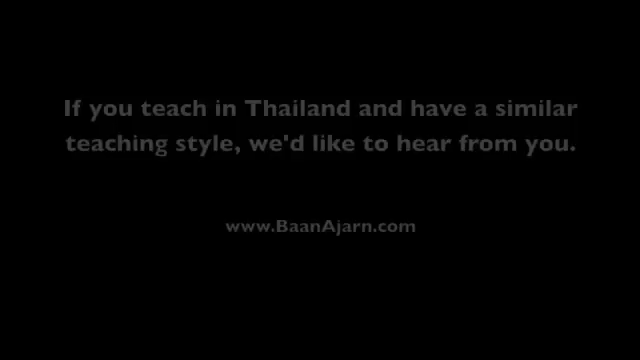 If you teach in Thailand and have a similar
teaching style, we'd like to hear from you.
www.BaanAjarn.com